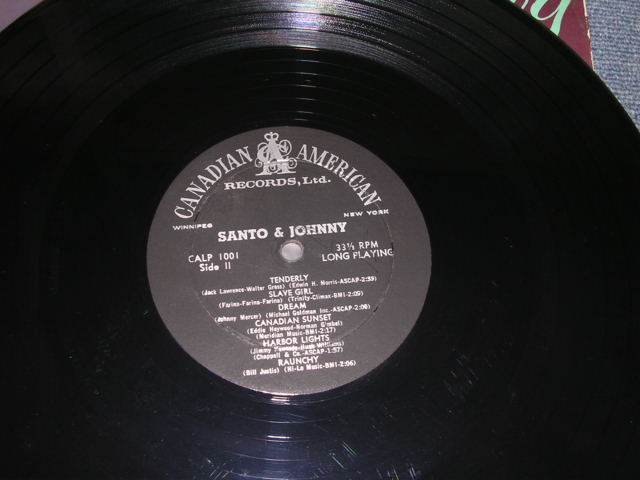 CANADIAN AMERICAN
RECORDS, Ltd.
WINNIPEG NEW YORK
SANTO & JOHNNY
CALP 1001
Side II
33⅓ RPM
LONG PLAYING
TENDERLY
(Jack Lawrence-Walter Gross) (Edwin H. Morris-ASCAP-2:53)
SLAVE GIRL
(Farina-Farina-Farina) (Trinity-Climax-BMI-2:09)
DREAM
(Johnny Mercer) (Michael Goldman Inc.-ASCAP-2:00)
CANADIAN SUNSET
(Eddie Heywood-Norman Gimbel)
(Meridian Music-BMI-2:17)
HARBOR LIGHTS
(Jimmy Kennedy-Hugh Williams)
(Chappell & Co.-ASCAP-1:57)
RAUNCHY
(Bill Justis) (Hi-Lo Music-BMI-2:06)